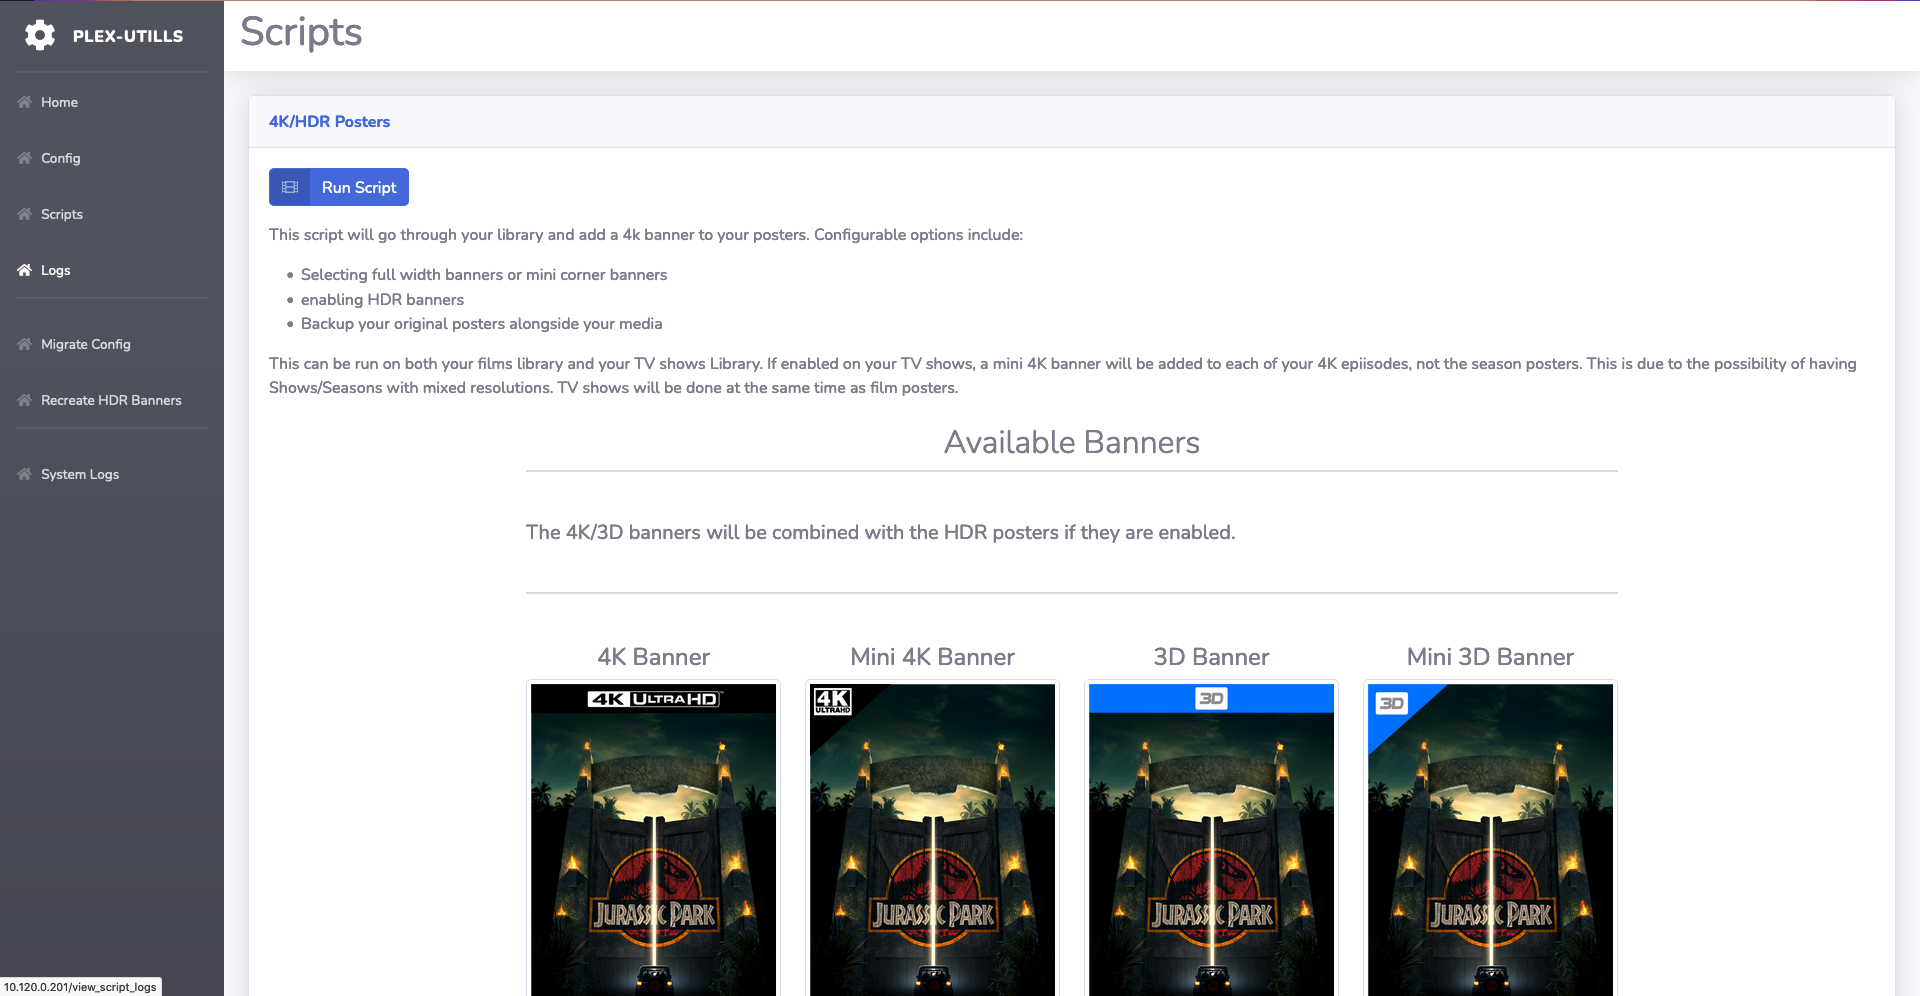 PLEX-UTILLS
Home
Config
Scripts
Logs
Migrate Config
Recreate HDR Banners
System Logs
Scripts
4K/HDR Posters
Run Script
This script will go through your library and add a 4k banner to your posters. Configurable options include:
Selecting full width banners or mini corner banners
enabling HDR banners
Backup your original posters alongside your media
This can be run on both your films library and your TV shows Library. If enabled on your TV shows, a mini 4K banner will be added to each of your 4K epiisodes, not the season posters. This is due to the possibility of having
Shows/Seasons with mixed resolutions. TV shows will be done at the same time as film posters.
Available Banners
The 4K/3D banners will be combined with the HDR posters if they are enabled.
4K Banner
Mini 4K Banner
3D Banner
Mini 3D Banner
4K ULTRAHD
JURASSIC PARK
4K
ULTRAHD
JURASSIC PARK
3D
JURASSIC PARK
3D
JURASSIC PARK
10.120.0.201/view_script_logs